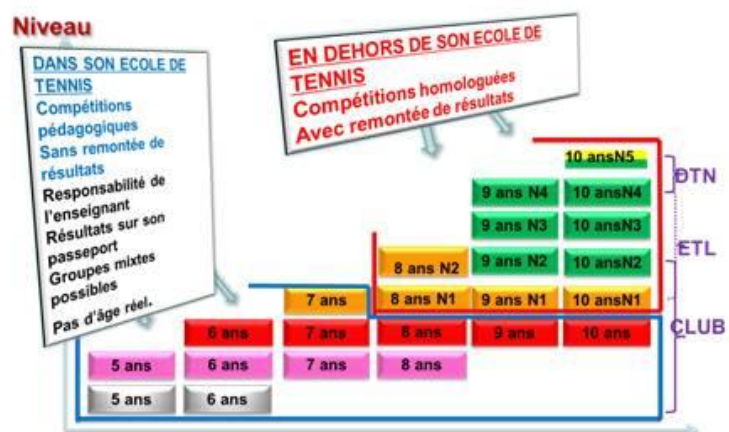 Niveau
DANS SON ECOLE DE
TENNIS
Compétitions
pédagogiques
Sans remontée de
résultats
Responsabilité de
l'enseignant
Résultats sur son
passeport
Groupes mixtes
possibles
Pas d'âge réel.
EN DEHORS DE SON ECOLE DE
TENNIS
Compétitions homologuées
Avec remontée de résultats
10 ansN5
9 ans N4 10 ansN4
9 ans N3 10 ansN3
8 ans N2 9 ans N2 10 ansN2
7 ans 8 ans N1 9 ans N1 10 ansN1
6 ans 7 ans 8 ans 9 ans 10 ans
5 ans 6 ans 7 ans 8 ans
5 ans 6 ans
DTN
ETL
CLUB